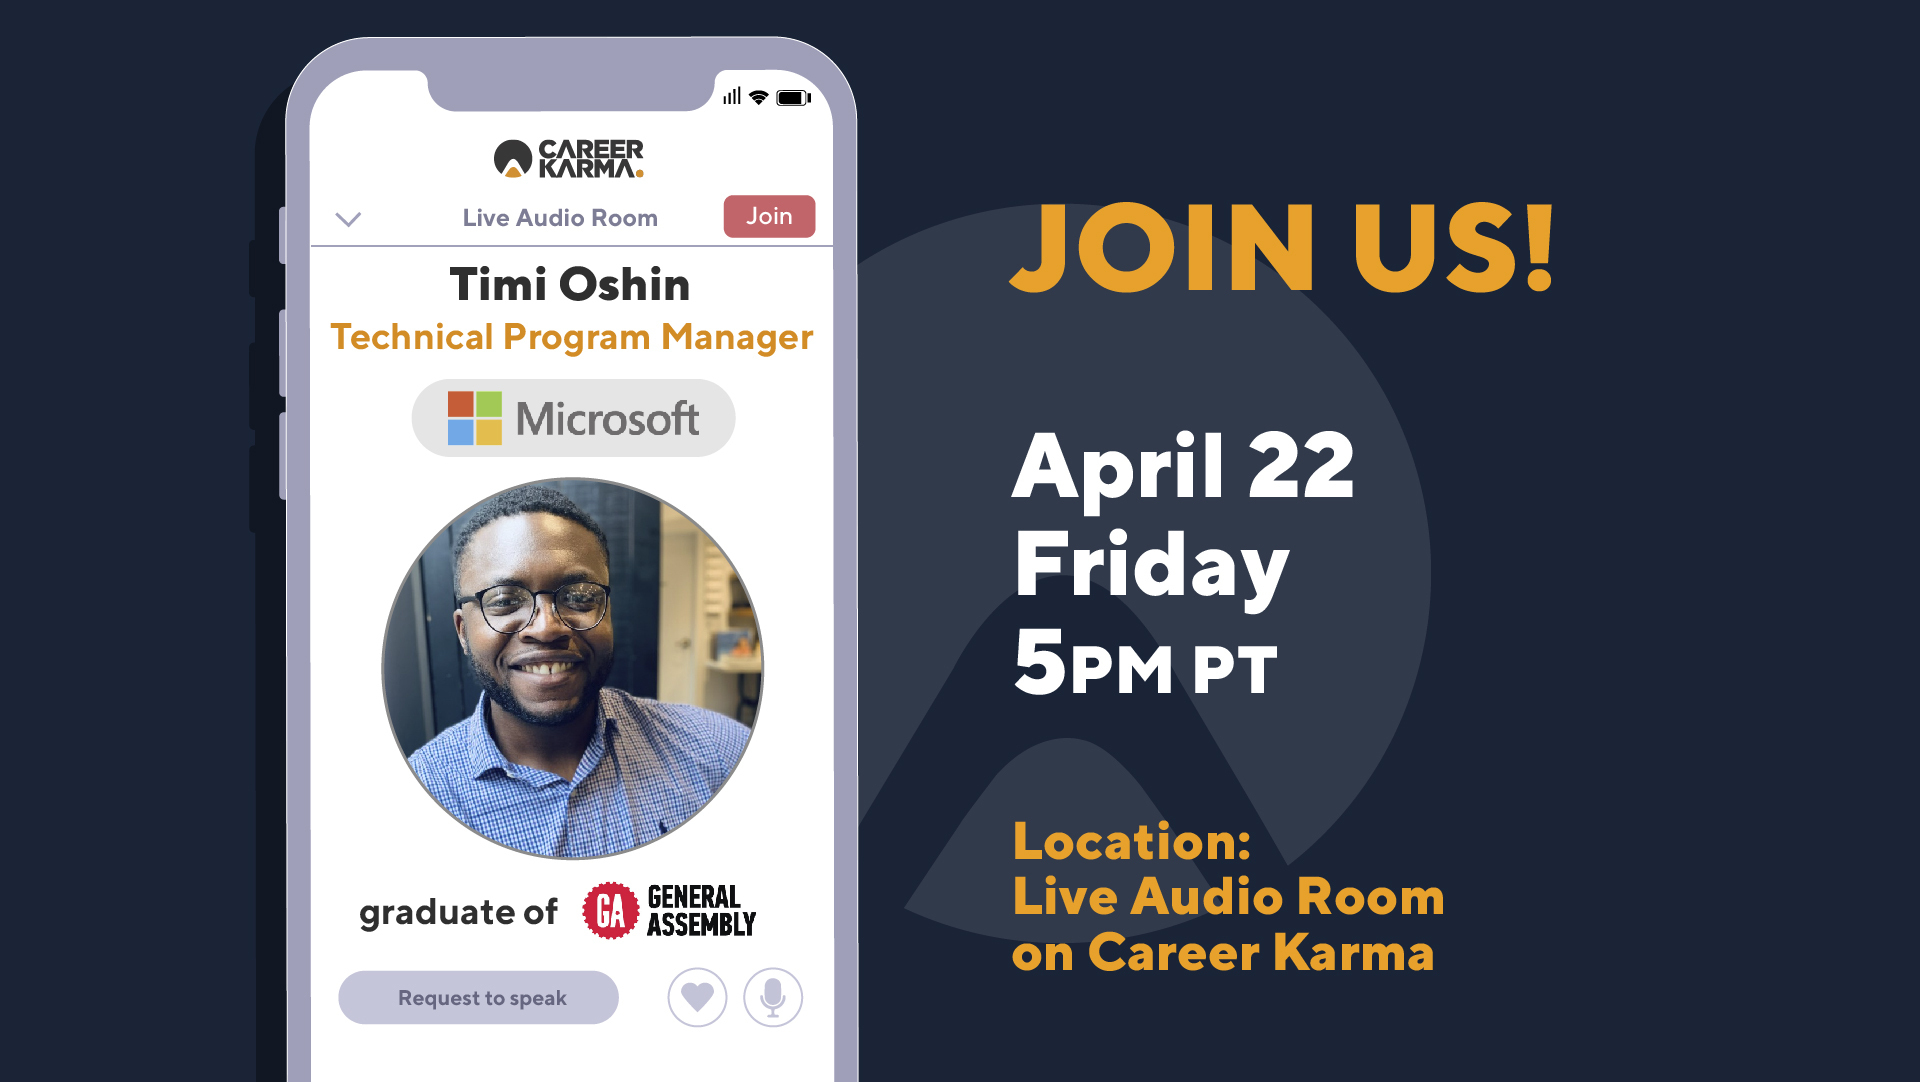 CAREER
KARMA.
Live Audio Room
Join
Timi Oshin
Technical Program Manager
Microsoft
graduate of
GA
GENERAL
ASSEMBLY
Request to speak
JOIN US!
April 22
Friday
5PM PT
Location:
Live Audio Room
on Career Karma